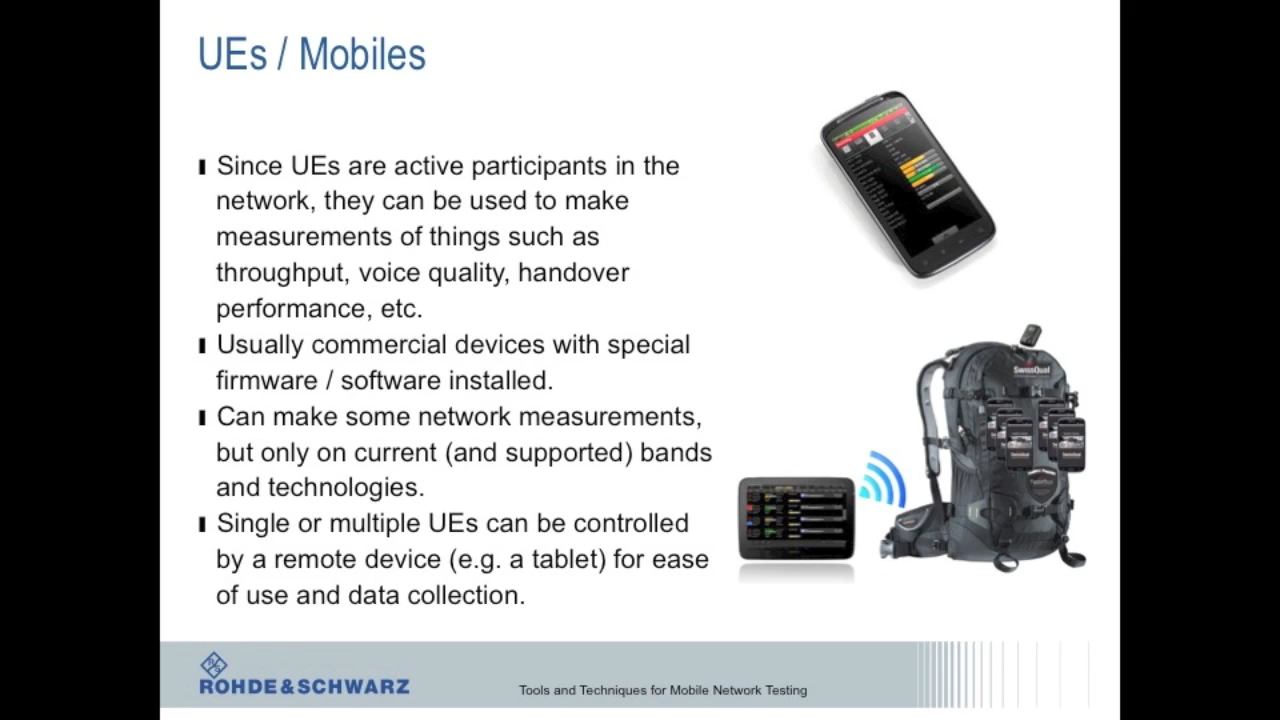 UEs / Mobiles
Since UEs are active participants in the
network, they can be used to make
measurements of things such as
throughput, voice quality, handover
performance, etc.
Usually commercial devices with special
firmware / software installed.
Can make some network measurements,
but only on current (and supported) bands
and technologies.
Single or multiple UEs can be controlled
by a remote device (e.g. a tablet) for ease
of use and data collection.
SwissQual
ROHDE&SCHWARZ
Tools and Techniques for Mobile Network Testing